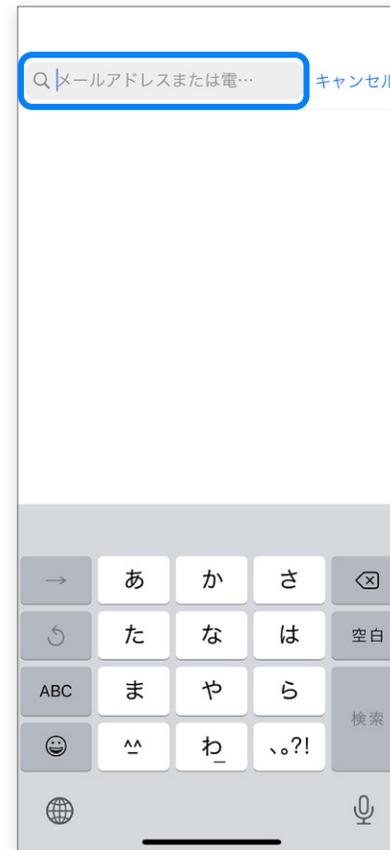 メールアドレスまたは電…
キャンセル
→ あ か さ
た な は 空白
ABC ま や ら
検索
^^ わ_ 、。?!